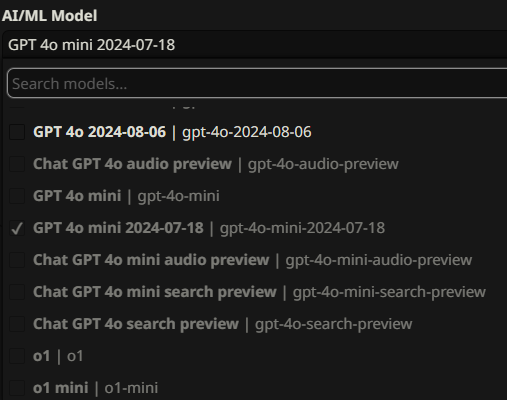 AI/ML Model
GPT 4o mini 2024-07-18
Search models...
GPT 4o 2024-08-06 | gpt-4o-2024-08-06
Chat GPT 4o audio preview | gpt-4o-audio-preview
GPT 4o mini | gpt-4o-mini
GPT 4o mini 2024-07-18 | gpt-4o-mini-2024-07-18
Chat GPT 4o mini audio preview | gpt-4o-mini-audio-preview
Chat GPT 4o mini search preview | gpt-4o-mini-search-preview
Chat GPT 4o search preview | gpt-4o-search-preview
o1 | o1
o1 mini | o1-mini